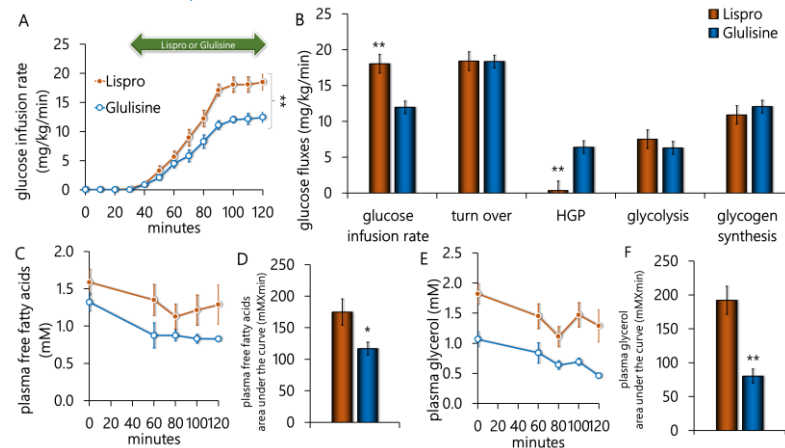 A
Lispro or Glulisine
glucose infusion rate
(mg/kg/min)
25
20
15
10
5
0
Lispro
Glulisine
**
0 20 40 60 80 100 120
minutes
B
Lispro
Glulisine
glucose fluxes (mg/kg/min)
25
20
15
10
5
0
**
**
glucose
infusion rate
turn over
HGP
glycolysis
glycogen
synthesis
C
plasma free fatty acids
(mM)
2.0
1.5
1.0
0.5
0.0
0 60 80 100 120
minutes
D
plasma free fatty acids
area under the curve (mMXmin)
250
200
150
100
50
0
*
E
plasma glycerol (mM)
2.5
2.0
1.5
1.0
0.5
0.0
0 60 80 100 120
minutes
F
plasma glycerol
area under the curve (mMXmin)
250
200
150
100
50
0
**